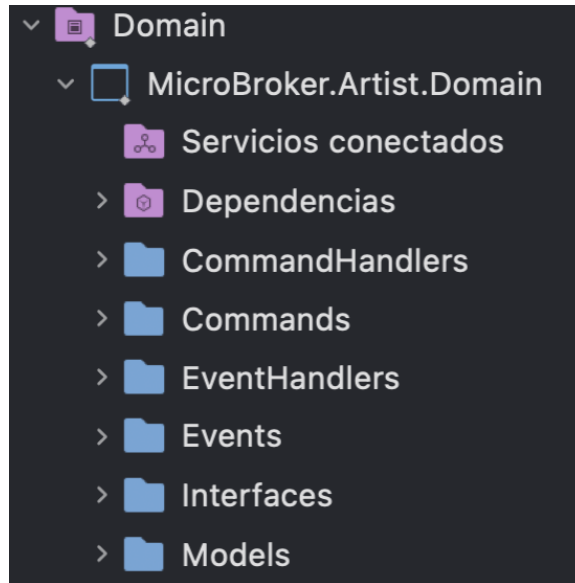 Domain
MicroBroker.Artist.Domain
Servicios conectados
Dependencias
CommandHandlers
Commands
EventHandlers
Events
Interfaces
Models